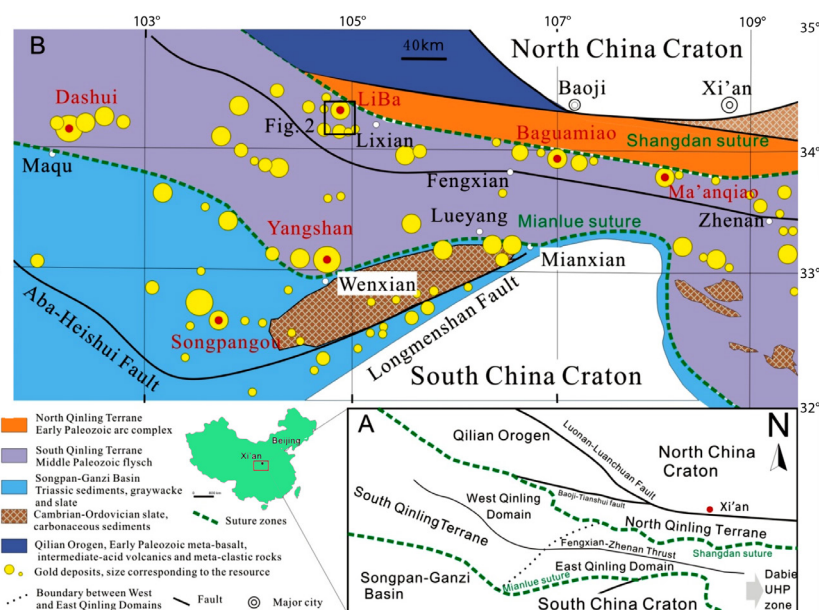 103°
105°
107°
109°
35°
B
40km
North China Craton
Baoji
Xi'an
Dashui
LiBa
Fig. 2
Lixian
Baguamiao
Shangdan suture
34°
Maqu
Fengxian
Ma'anqiao
Yangshan
Lueyang
Mianlue suture
Zhenan
Wenxian
Mianxian
33°
Aba-Heishui Fault
Songpangou
Longmenshan Fault
South China Craton
32°
North Qinling Terrane
Early Paleozoic arc complex
South Qinling Terrane
Middle Paleozoic flysch
Songpan-Ganzi Basin
Triassic sediments, graywacke
and slate
Cambrian-Ordovician slate,
carbonaceous sediments
Qilian Orogen, Early Paleozoic meta-basalt,
intermediate-acid volcanics and meta-clastic rocks
Gold deposits, size corresponding to the resource
Boundary between West
and East Qinling Domains
Fault
Major city
Suture zones
Beijing
Xi'an
A
N
Qilian Orogen
Luonan-Luanchuan Fault
North China
Craton
Baoji-Tianshui fault
Xi'an
West Qinling
Domain
South Qinling Terrane
North Qinling Terrane
Fengxian-Zhenan Thrust
Shangdan suture
East Qinling Domain
Songpan-Ganzi
Basin
Mianlue suture
South China Craton
Dabie
UHP
zone